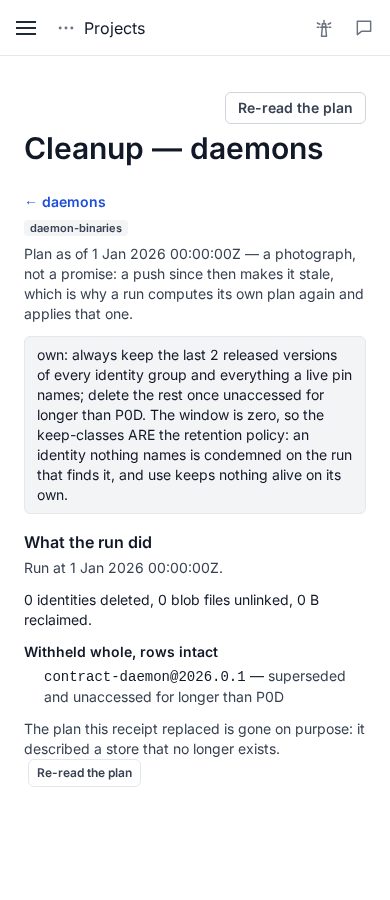 Projects
Re-read the plan
Cleanup — daemons
← daemons
daemon-binaries
Plan as of 1 Jan 2026 00:00:00Z — a photograph,
not a promise: a push since then makes it stale,
which is why a run computes its own plan again and
applies that one.
own: always keep the last 2 released versions
of every identity group and everything a live pin
names; delete the rest once unaccessed for
longer than P0D. The window is zero, so the
keep-classes ARE the retention policy: an
identity nothing names is condemned on the run
that finds it, and use keeps nothing alive on its
own.
What the run did
Run at 1 Jan 2026 00:00:00Z.
0 identities deleted, 0 blob files unlinked, 0 B
reclaimed.
Withheld whole, rows intact
contract-daemon@2026.0.1 — superseded
and unaccessed for longer than P0D
The plan this receipt replaced is gone on purpose: it
described a store that no longer exists.
Re-read the plan